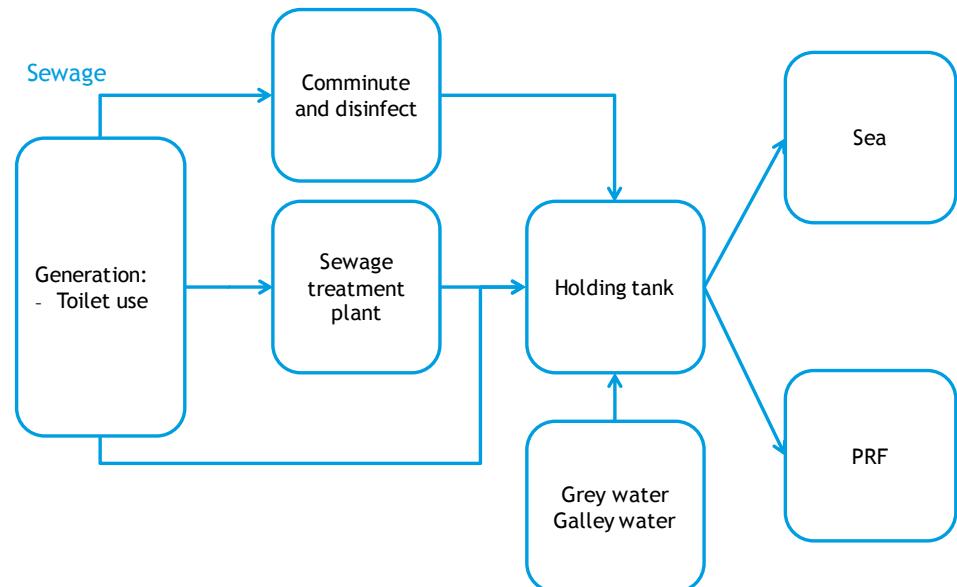 Sewage
Comminute
and disinfect
Sea
Generation:
- Toilet use
Sewage
treatment
plant
Holding tank
Grey water
Galley water
PRF